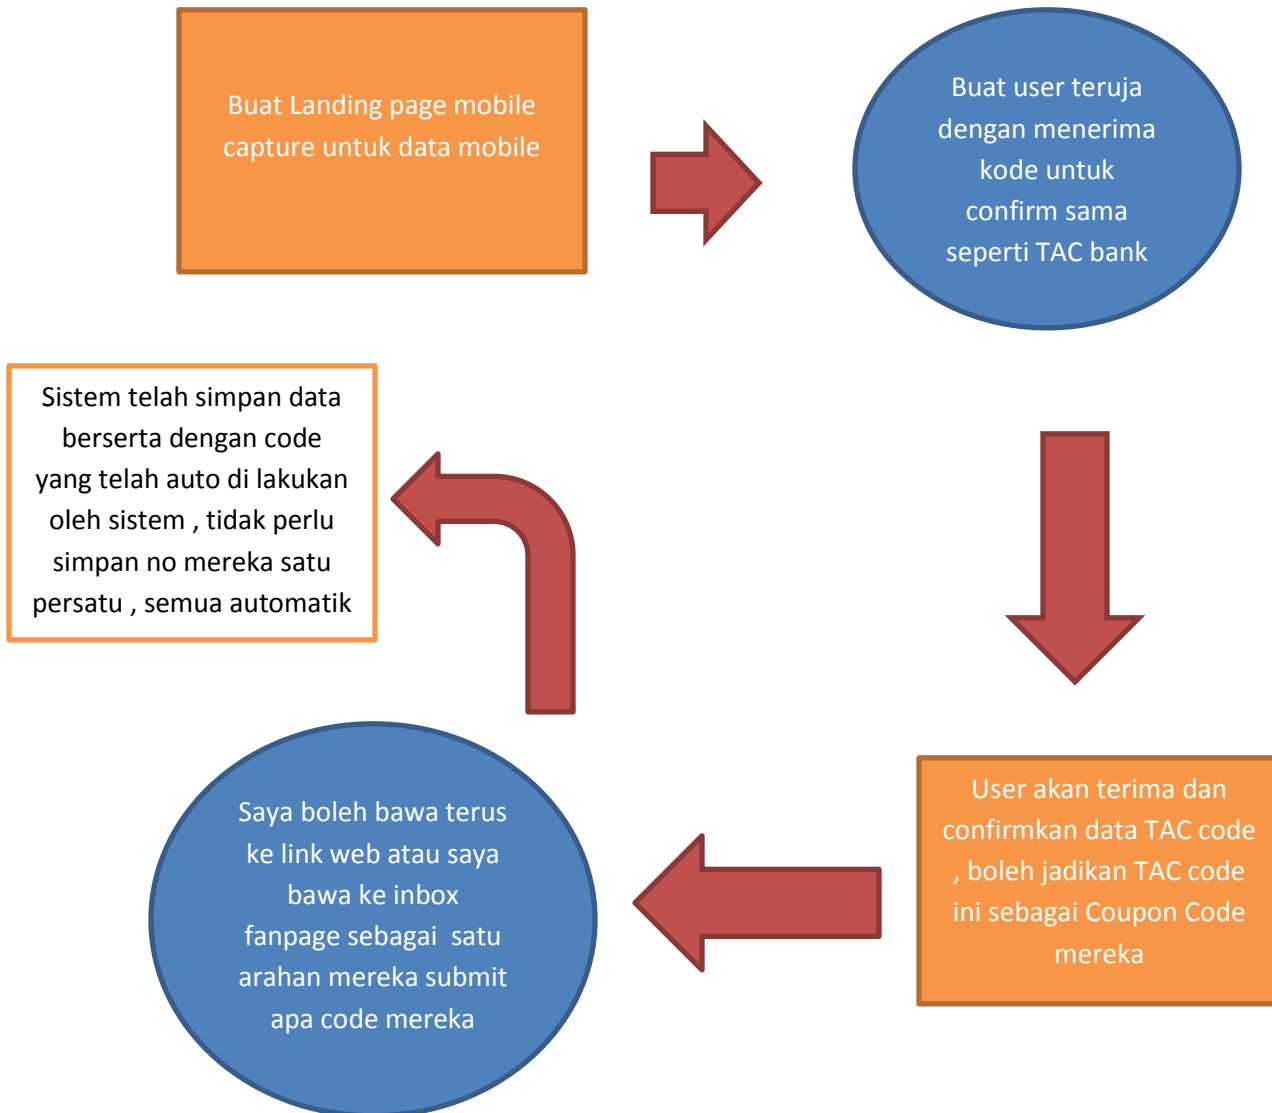 Buat Landing page mobile
capture untuk data mobile
Buat user teruja
dengan menerima
kode untuk
confirm sama
seperti TAC bank
User akan terima dan
confirmkan data TAC code
, boleh jadikan TAC code
ini sebagai Coupon Code
mereka
Saya boleh bawa terus
ke link web atau saya
bawa ke inbox
fanpage sebagai  satu
arahan mereka submit
apa code mereka
Sistem telah simpan data
berserta dengan code
yang telah auto di lakukan
oleh sistem , tidak perlu
simpan no mereka satu
persatu , semua automatik